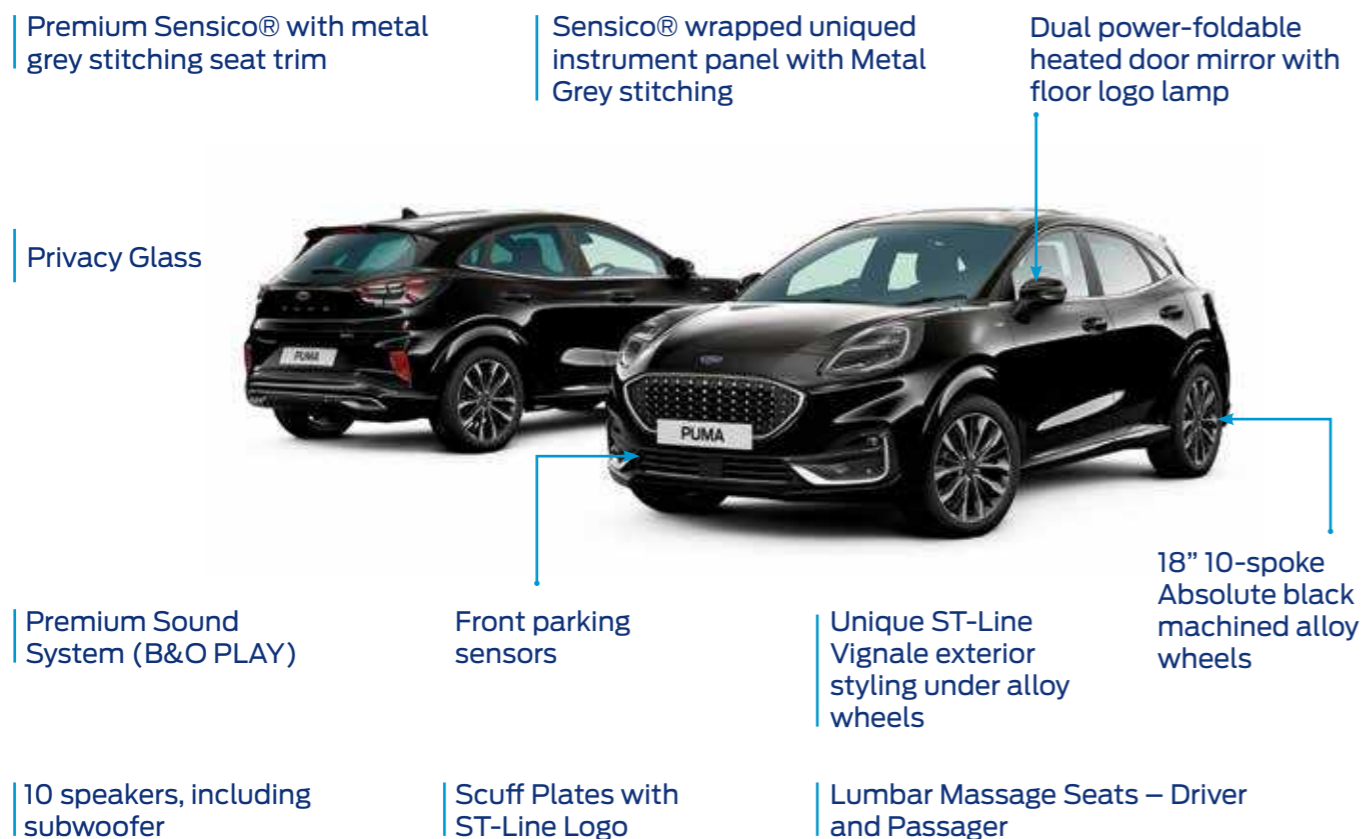 Premium Sensico® with metal
grey stitching seat trim
Sensico® wrapped uniqued
instrument panel with Metal
Grey stitching
Dual power-foldable
heated door mirror with
floor logo lamp
Privacy Glass
PUMA
PUMA
18” 10-spoke
Absolute black
machined alloy
wheels
Premium Sound
System (B&O PLAY)
Front parking
sensors
Unique ST-Line
Vignale exterior
styling under alloy
wheels
10 speakers, including
subwoofer
Scuff Plates with
ST-Line Logo
Lumbar Massage Seats – Driver
and Passager